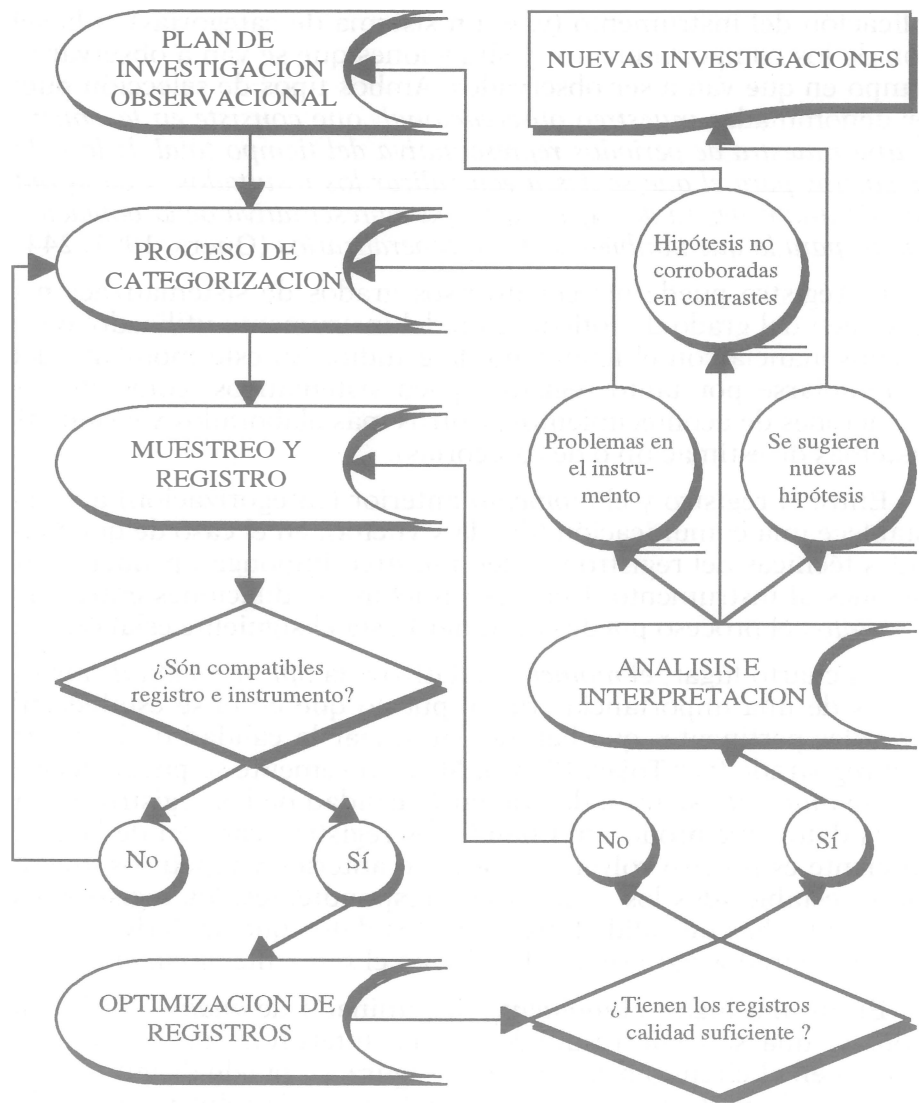 PLAN DE
INVESTIGACION
OBSERVACIONAL
PROCESO DE
CATEGORIZACION
MUESTREO Y
REGISTRO
¿Són compatibles
registro e instrumento?
No
Sí
OPTIMIZACION DE
REGISTROS
¿Tienen los registros
calidad suficiente ?
No
Sí
ANALISIS E
INTERPRETACION
Problemas en
el instru-
mento
Hipótesis no
corroboradas
en contrastes
Se sugieren
nuevas
hipótesis
NUEVAS INVESTIGACIONES